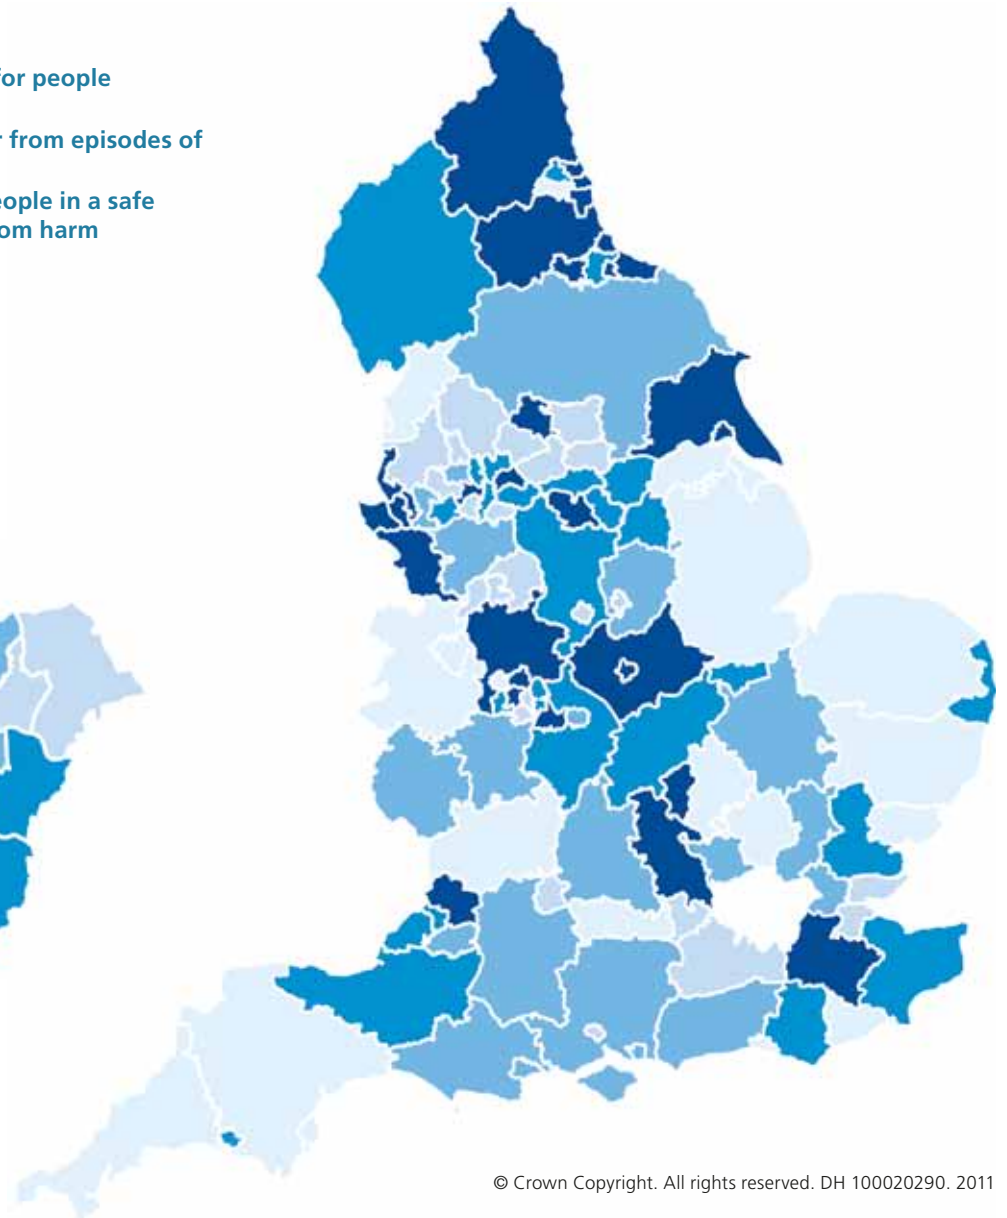 for people
from episodes of
eople in a safe
om harm
© Crown Copyright. All rights reserved. DH 100020290. 2011